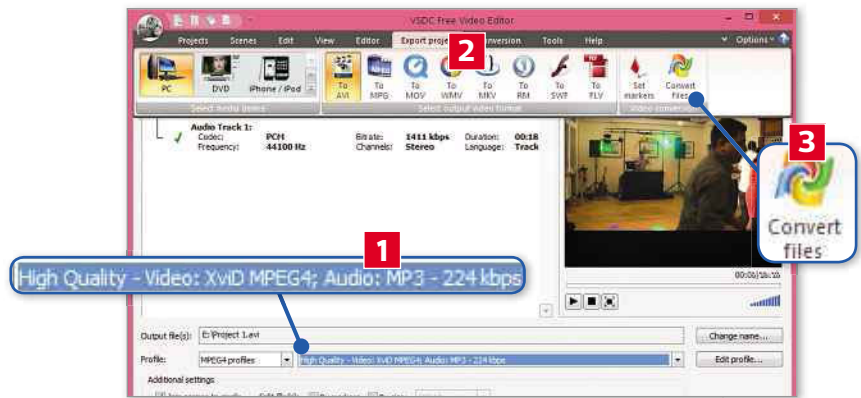 VSDC Free Video Editor
Projects Scenes Edit View Editor Export project Conversion Tools Help Options
2
PC DVD iPhone / iPod To AVI To MPG To MOV To WMV To MKV To RM To SWF To FLV Set markers Convert files
Select output video format Video conversion
3
Convert
files
Audio Track 1:
Codec: PCM Bitrate: 1411 kbps Duration: 00:18
Frequency: 44100 Hz Channels: Stereo Language: Track
1
High Quality - Video: XviD MPEG4; Audio: MP3 - 224 kbps
Output file(s): E:\Project 1.avi Change name...
Profile: MPEG4 profiles High Quality - Video: XviD MPEG4; Audio: MP3 - 224 kbps Edit profile...
Additional settings